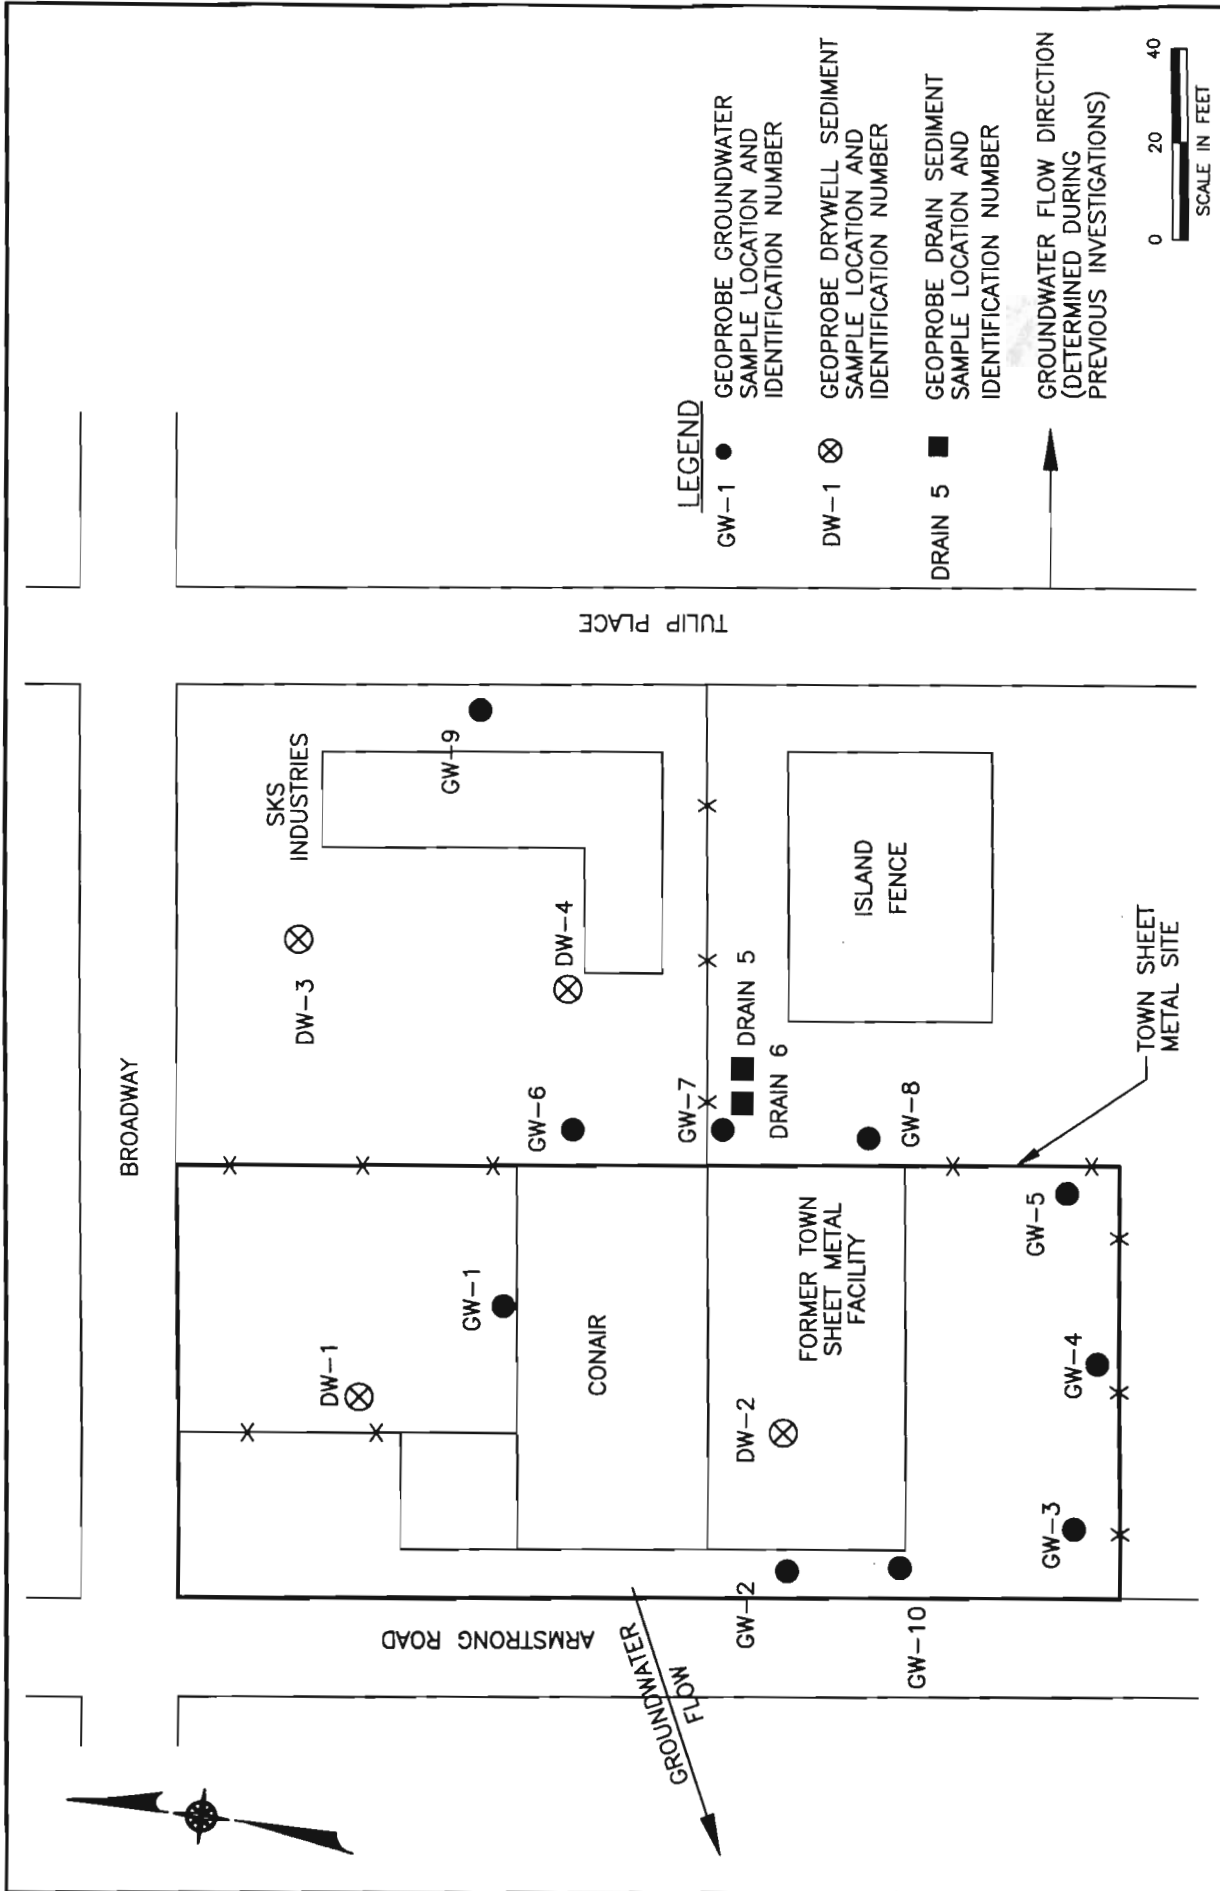 BROADWAY
SKS
INDUSTRIES
DW-3
GW-9
DW-4
GW-6
GW-7
DRAIN 5
DRAIN 6
GW-8
ISLAND
FENCE
TULIP PLACE
DW-1
GW-1
CONAIR
DW-2
FORMER TOWN
SHEET METAL
FACILITY
GW-5
GW-4
GW-3
GW-2
GW-10
TOWN SHEET
METAL SITE
ARMSTRONG ROAD
GROUNDWATER
FLOW
LEGEND
GW-1
GEOPROBE GROUNDWATER
SAMPLE LOCATION AND
IDENTIFICATION NUMBER
DW-1
GEOPROBE DRYWELL SEDIMENT
SAMPLE LOCATION AND
IDENTIFICATION NUMBER
DRAIN 5
GEOPROBE DRAIN SEDIMENT
SAMPLE LOCATION AND
IDENTIFICATION NUMBER
GROUNDWATER FLOW DIRECTION
(DETERMINED DURING
PREVIOUS INVESTIGATIONS)
0 20 40
SCALE IN FEET